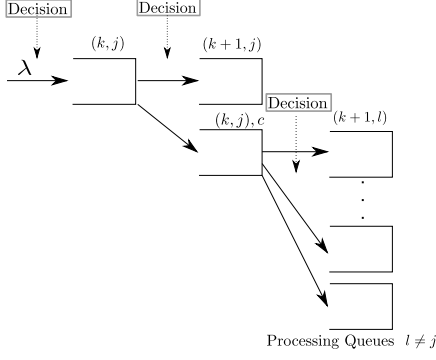 Decision
Decision
λ
(k, j)
(k + 1, j)
Decision
(k, j), c
(k + 1, l)
Processing Queues l ≠ j